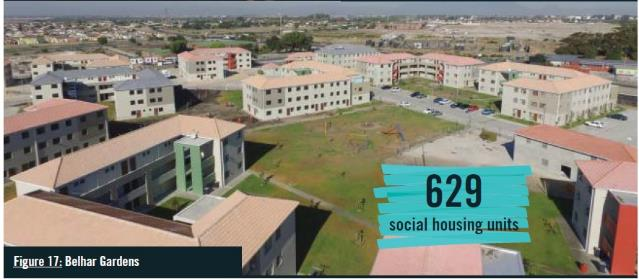 629
social housing units
Figure 17: Belhar Gardens